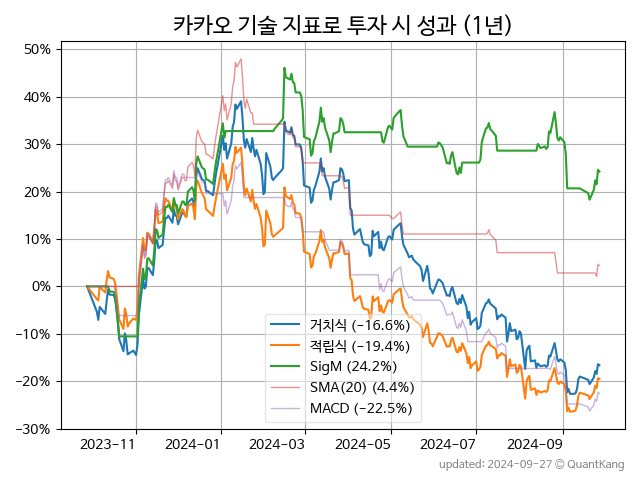 카카오 기술 지표로 투자 시 성과 (1년)
50%
40%
30%
20%
10%
0%
−10%
−20%
−30%
거치식 (−16.6%)
적립식 (−19.4%)
SigM (24.2%)
SMA(20) (4.4%)
MACD (−22.5%)
2023−11
2024−01
2024−03
2024−05
2024−07
2024−09
updated: 2024−09−27 @ QuantKang